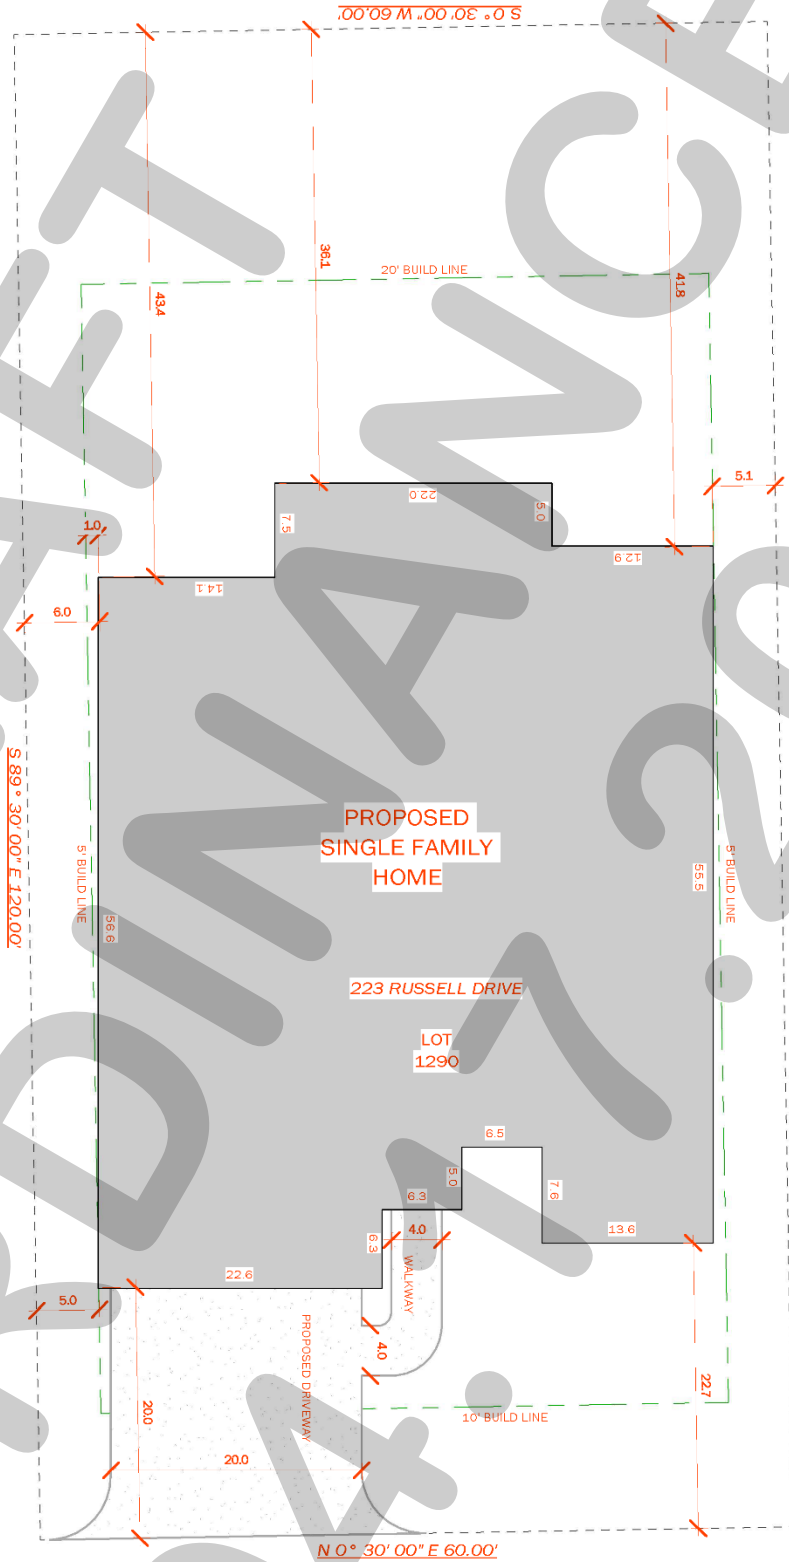 S 0° 30' 00" W 60.00'
36.1
20' BUILD LINE
41.8
43.4
5.1
22.0
7.5
5.0
1.0'
12.9
14.1
6.0
S 89° 30' 00" E 120.00'
PROPOSED
SINGLE FAMILY
HOME
5' BUILD LINE
5' BUILD LINE
55.5
56.6
223 RUSSELL DRIVE
LOT
1290
6.5
5.0
7.6
6.3
6.3
4.0
13.6
WALKWAY
22.6
5.0
PROPOSED DRIVEWAY
4.0
22.7
20.0
10' BUILD LINE
20.0
N 0° 30' 00" E 60.00'